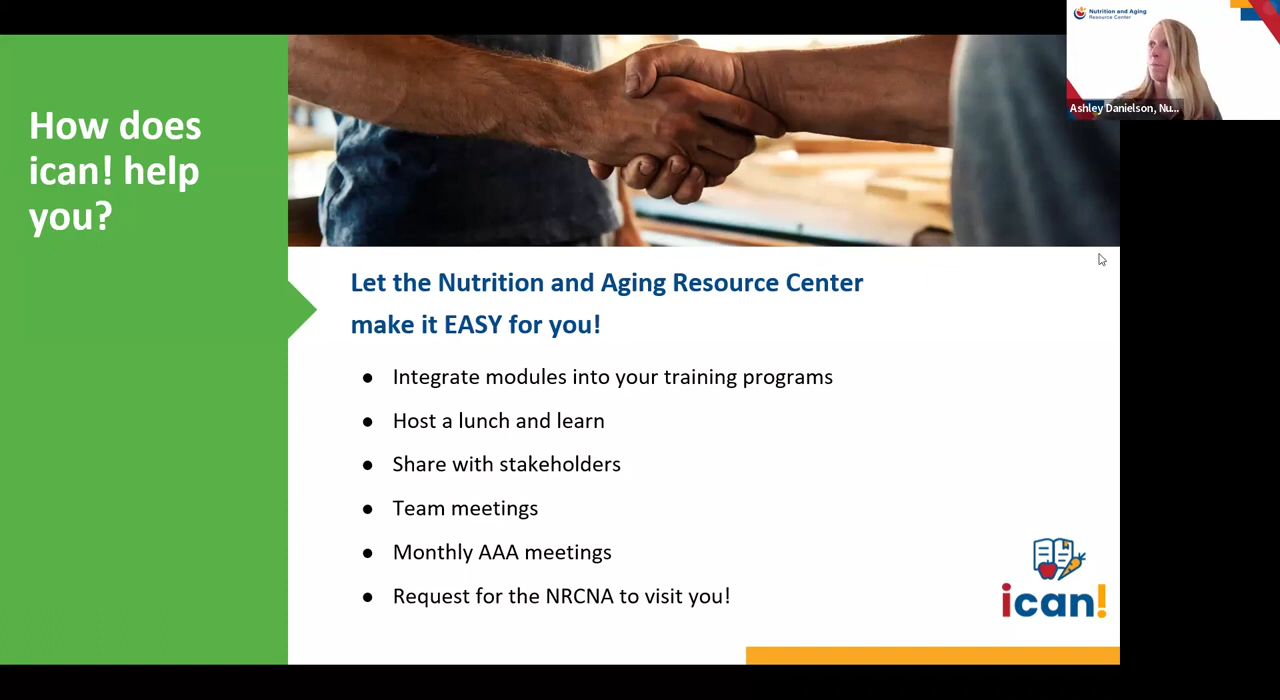 How does
ican! help
you?
Nutrition and Aging
Resource Center
Ashley Danielson, Nu...
Let the Nutrition and Aging Resource Center
make it EASY for you!
● Integrate modules into your training programs
● Host a lunch and learn
● Share with stakeholders
● Team meetings
● Monthly AAA meetings
● Request for the NRCNA to visit you!
ican!